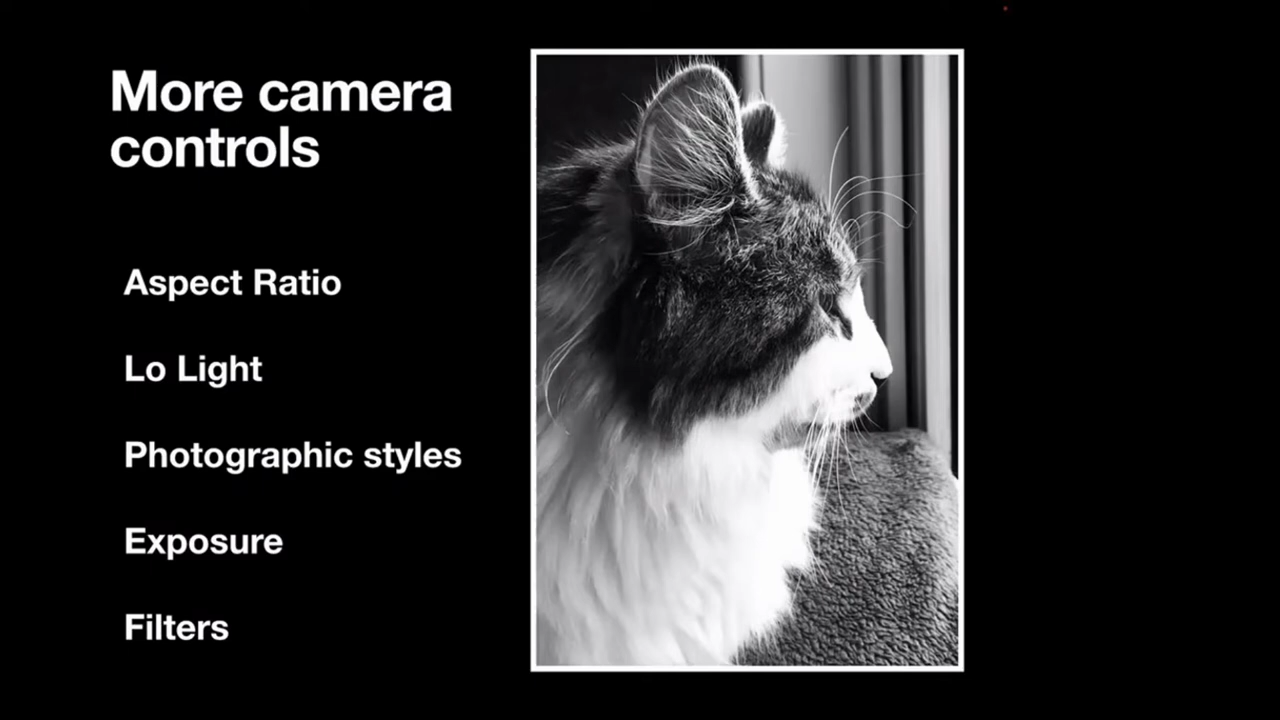 More camera
controls
Aspect Ratio
Lo Light
Photographic styles
Exposure
Filters